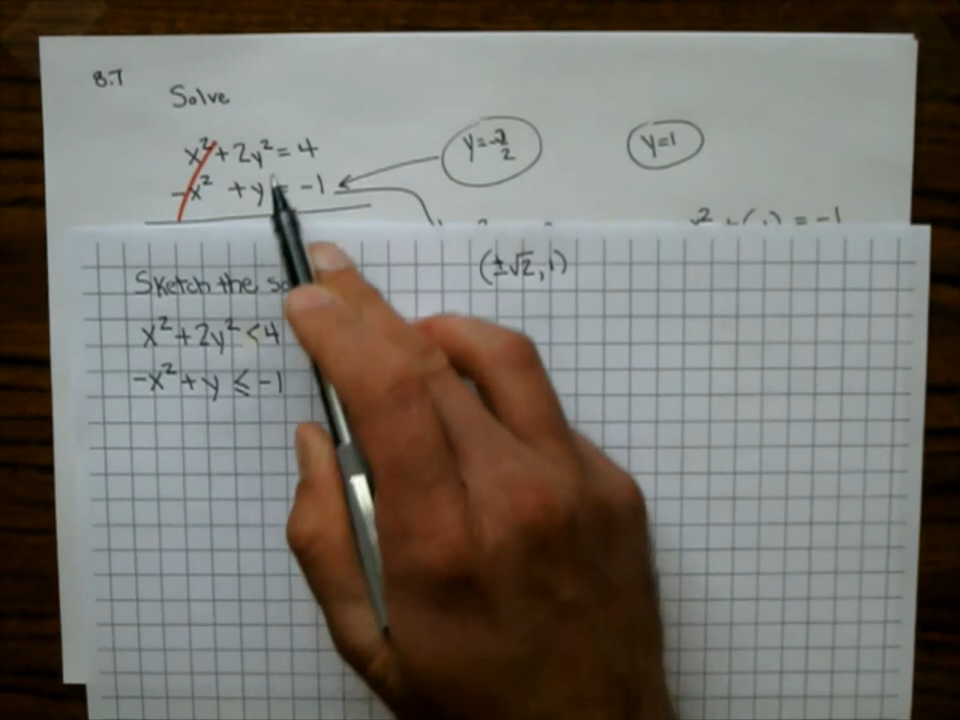 8.7
Solve
x² + 2y² = 4
-x² + y = -1
y=-3/2
y=1
+ ( ) = -1
Sketch the
x² + 2y² < 4
-x² + y ≤ -1
(±√2, 1)